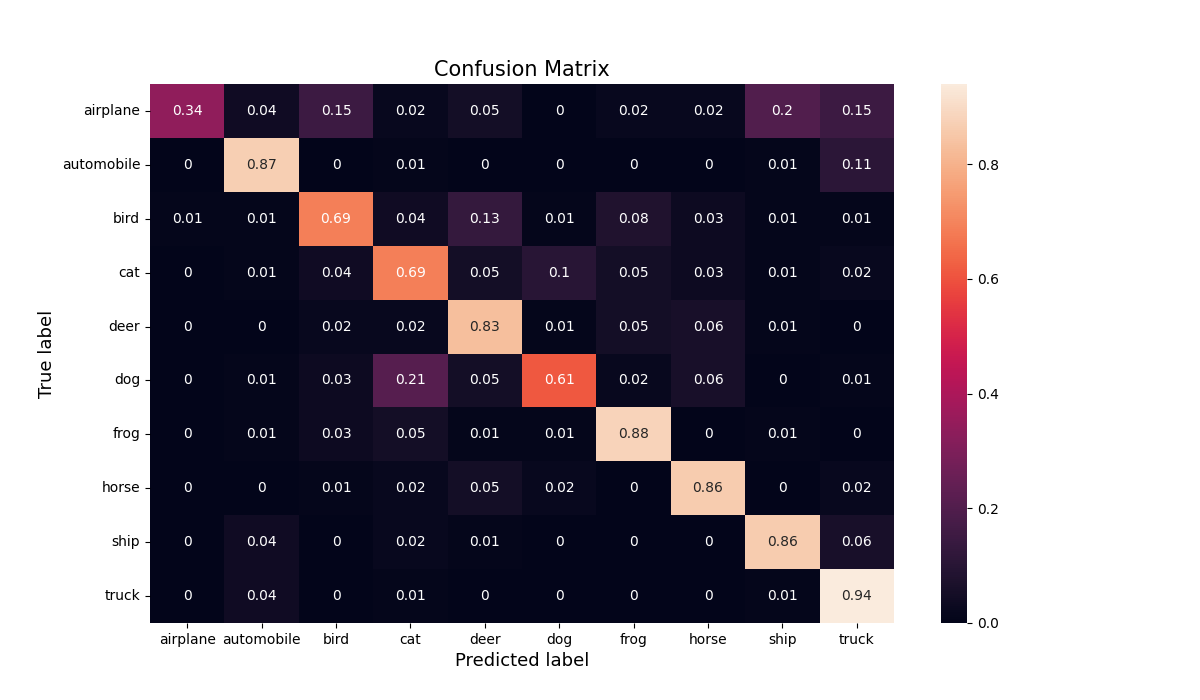 Confusion Matrix
airplane 0.34 0.04 0.15 0.02 0.05 0 0.02 0.02 0.2 0.15
automobile 0 0.87 0 0.01 0 0 0 0 0.01 0.11
bird 0.01 0.01 0.69 0.04 0.13 0.01 0.08 0.03 0.01 0.01
cat 0 0.01 0.04 0.69 0.05 0.1 0.05 0.03 0.01 0.02
deer 0 0 0.02 0.02 0.83 0.01 0.05 0.06 0.01 0
dog 0 0.01 0.03 0.21 0.05 0.61 0.02 0.06 0 0.01
frog 0 0.01 0.03 0.05 0.01 0.01 0.88 0 0.01 0
horse 0 0 0.01 0.02 0.05 0.02 0 0.86 0 0.02
ship 0 0.04 0 0.02 0.01 0 0 0 0.86 0.06
truck 0 0.04 0 0.01 0 0 0 0 0.01 0.94
airplane automobile bird cat deer dog frog horse ship truck
Predicted label
True label
0.8
0.6
0.4
0.2
0.0